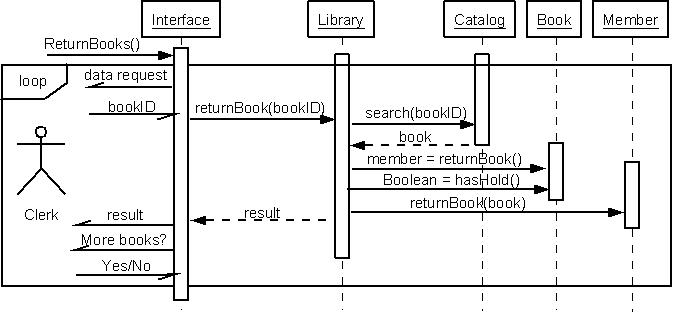 Interface Library Catalog Book Member
ReturnBooks()
loop
data request
bookID
returnBook(bookID)
search(bookID)
book
member = returnBook()
Boolean = hasHold()
returnBook(book)
Clerk
result
result
More books?
Yes/No